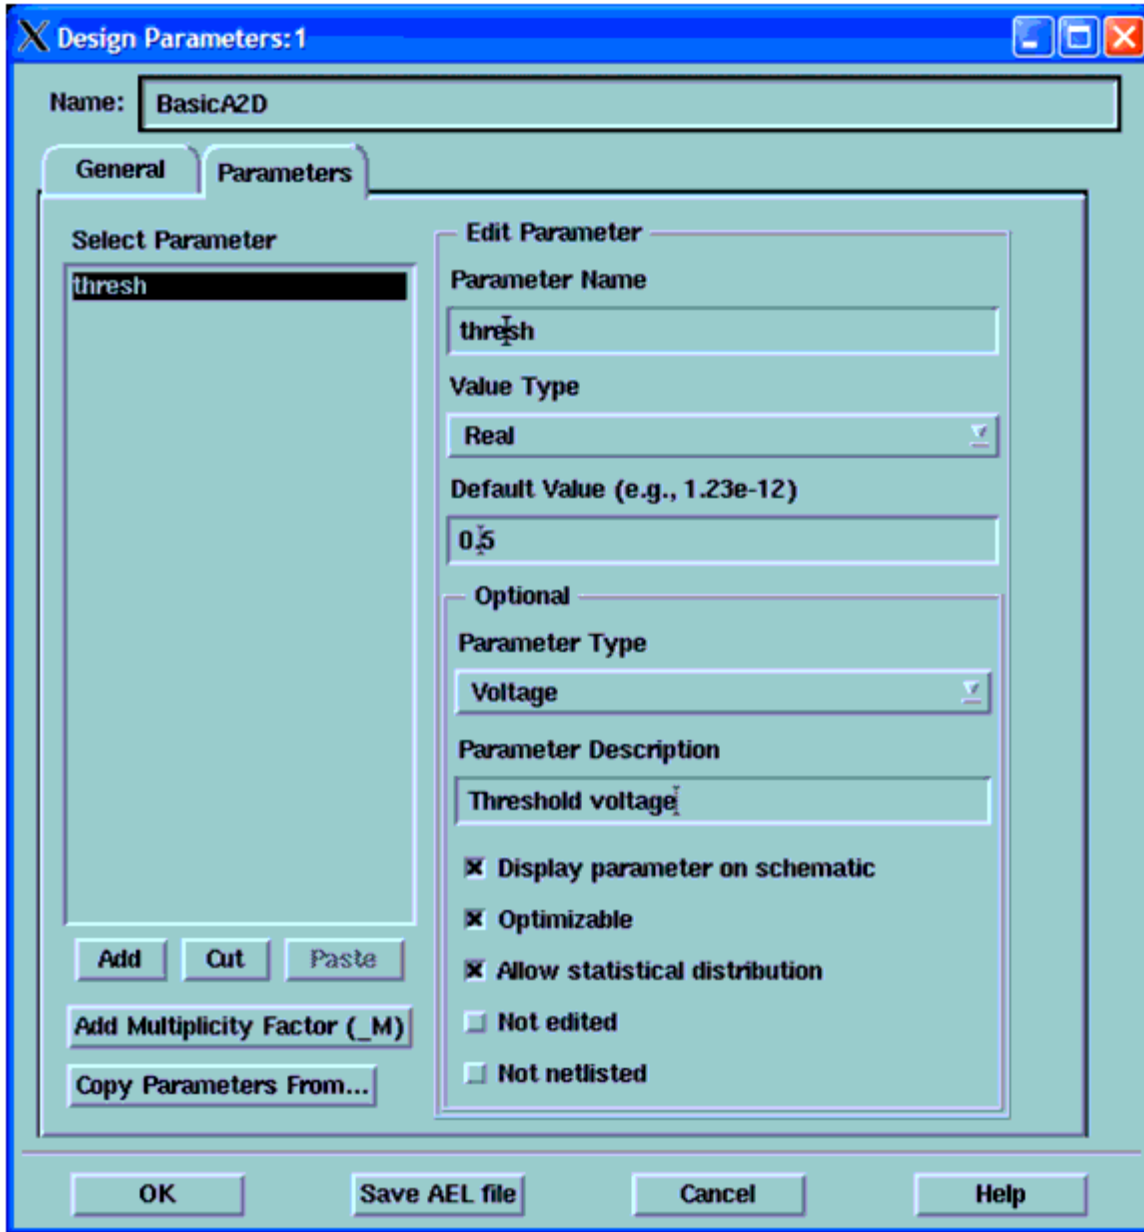 Design Parameters:1
Name: BasicA2D
General Parameters
Select Parameter
thresh
Edit Parameter
Parameter Name
thresh
Value Type
Real
Default Value (e.g., 1.23e-12)
0.5
Optional
Parameter Type
Voltage
Parameter Description
Threshold voltage
Display parameter on schematic
Optimizable
Allow statistical distribution
Not edited
Not netlisted
Add Cut Paste
Add Multiplicity Factor (_M)
Copy Parameters From...
OK Save AEL file Cancel Help